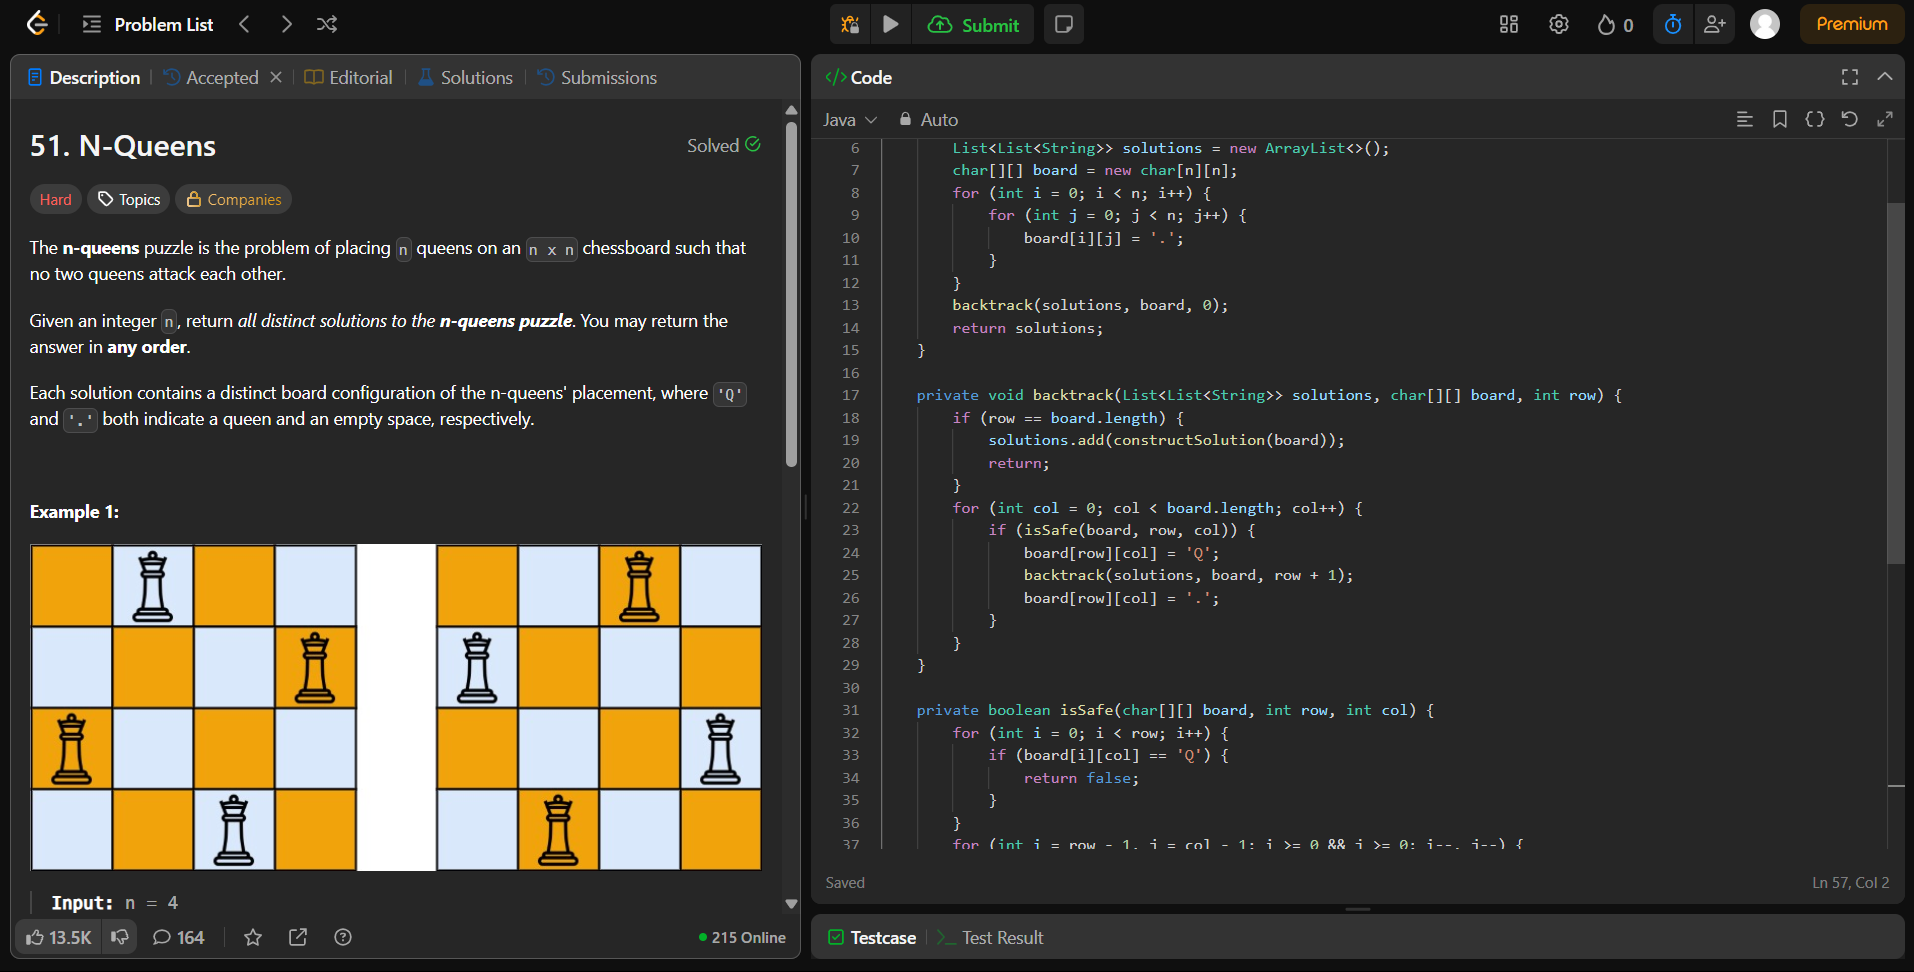 Problem List
Submit
0
Premium
Description
Accepted
Editorial
Solutions
Submissions
51. N-Queens
Solved
Hard
Topics
Companies
The n-queens puzzle is the problem of placing n queens on an n x n chessboard such that
no two queens attack each other.
Given an integer n, return all distinct solutions to the n-queens puzzle. You may return the
answer in any order.
Each solution contains a distinct board configuration of the n-queens' placement, where 'Q'
and '.' both indicate a queen and an empty space, respectively.
Example 1:
Input: n = 4
13.5K
164
215 Online
</> Code
Java
Auto
6 List<List<String>> solutions = new ArrayList<>();
7 char[][] board = new char[n][n];
8 for (int i = 0; i < n; i++) {
9 for (int j = 0; j < n; j++) {
10 board[i][j] = '.';
11 }
12 }
13 backtrack(solutions, board, 0);
14 return solutions;
15 }
16
17 private void backtrack(List<List<String>> solutions, char[][] board, int row) {
18 if (row == board.length) {
19 solutions.add(constructSolution(board));
20 return;
21 }
22 for (int col = 0; col < board.length; col++) {
23 if (isSafe(board, row, col)) {
24 board[row][col] = 'Q';
25 backtrack(solutions, board, row + 1);
26 board[row][col] = '.';
27 }
28 }
29 }
30
31 private boolean isSafe(char[][] board, int row, int col) {
32 for (int i = 0; i < row; i++) {
33 if (board[i][col] == 'Q') {
34 return false;
35 }
36 }
37 for (int i = row - 1, j = col - 1; i >= 0 && j >= 0; i--, j--) {
Saved
Ln 57, Col 2
Testcase
Test Result